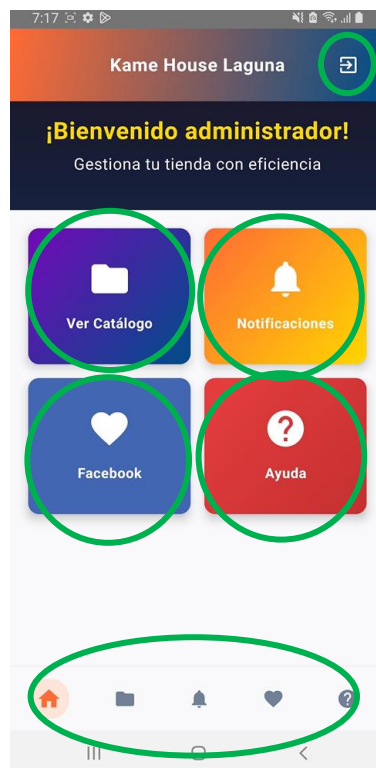 7:17
Kame House Laguna
¡Bienvenido administrador!
Gestiona tu tienda con eficiencia
Ver Catálogo
Notificaciones
Facebook
Ayuda